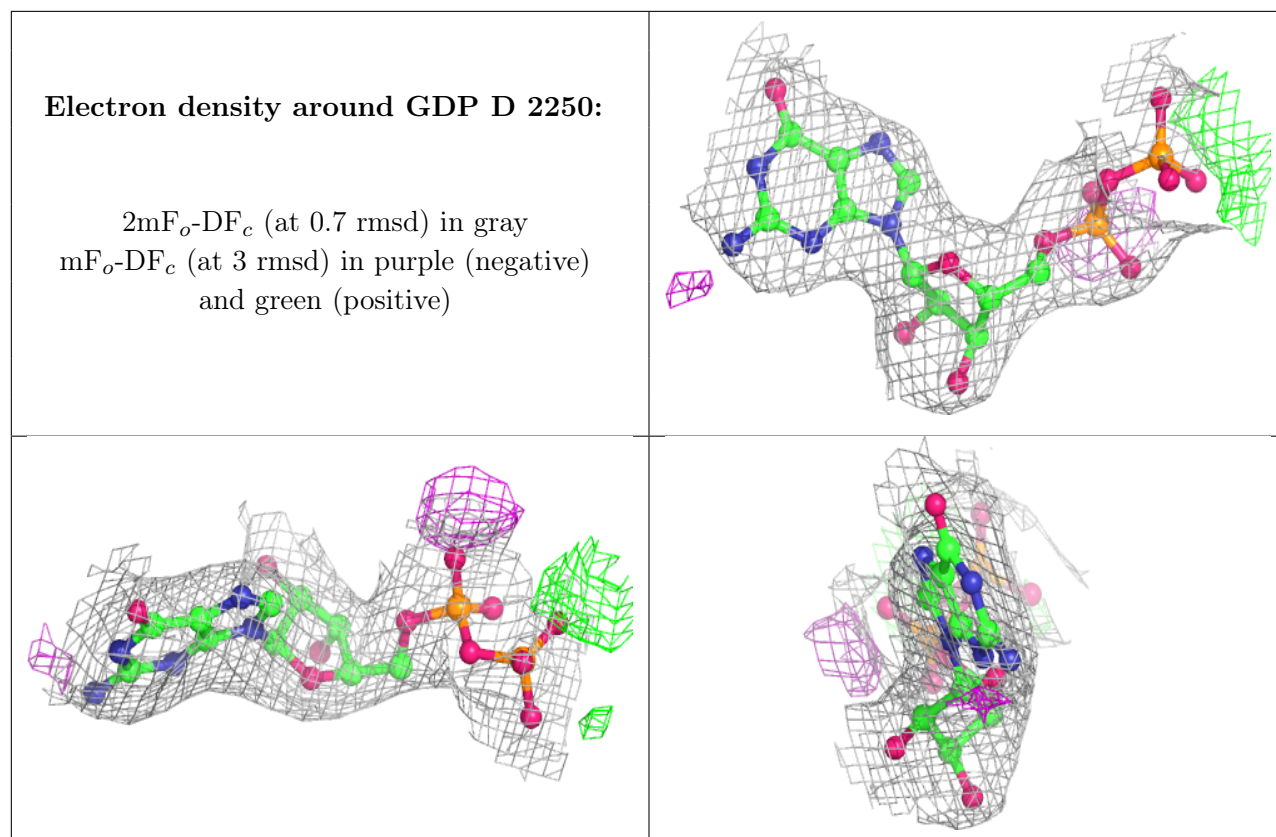 Electron density around GDP D 2250:
2mFₒ-DF𝒸 (at 0.7 rmsd) in gray
mFₒ-DF𝒸 (at 3 rmsd) in purple (negative)
and green (positive)